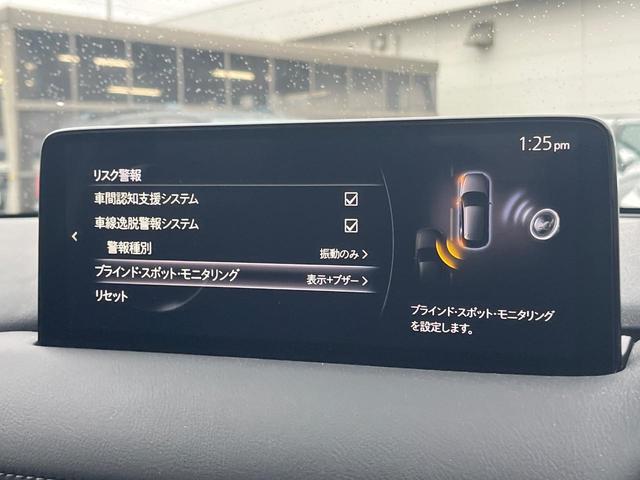 1:25pm
リスク警報
車間認知支援システム
車線逸脱警報システム
警報種別 振動のみ
ブラインド・スポット・モニタリング 表示+ブザー
リセット
ブラインド・スポット・モニタリング
を設定します。